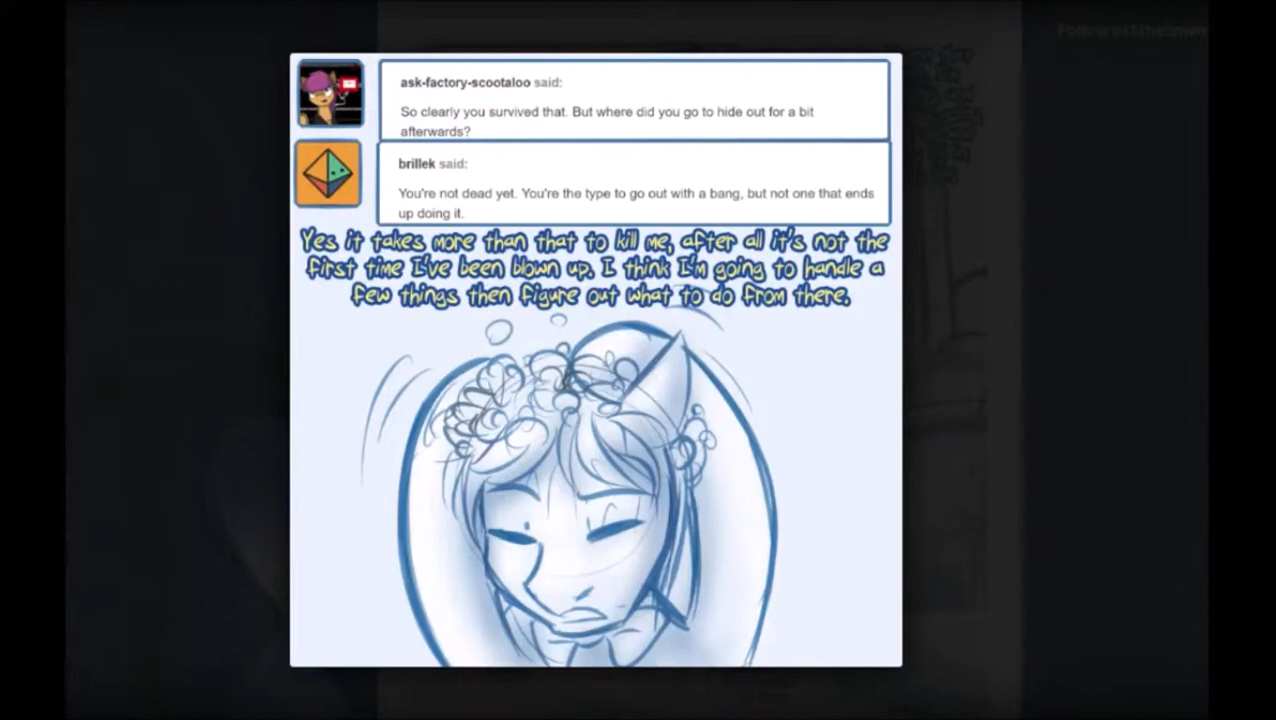 ask-factory-scootaloo said:
So clearly you survived that. But where did you go to hide out for a bit
afterwards?
brillek said:
You're not dead yet. You're the type to go out with a bang, but not one that ends
up doing it.
Yes it takes more than that to kill me, after all it's not the
first time I've been blown up. I think I'm going to handle a
few things then figure out what to do from there.